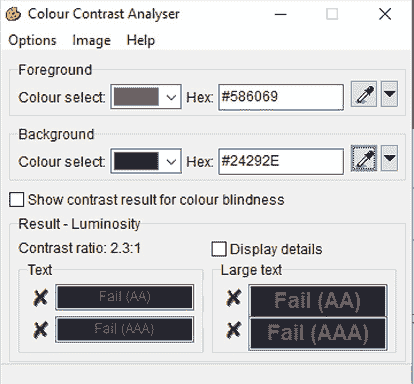 Colour Contrast Analyser
Options Image Help
Foreground
Colour select: Hex: #586069
Background
Colour select: Hex: #24292E
Show contrast result for colour blindness
Result - Luminosity
Contrast ratio: 2.3:1 Display details
Text Large text
Fail (AA) Fail (AA)
Fail (AAA) Fail (AAA)